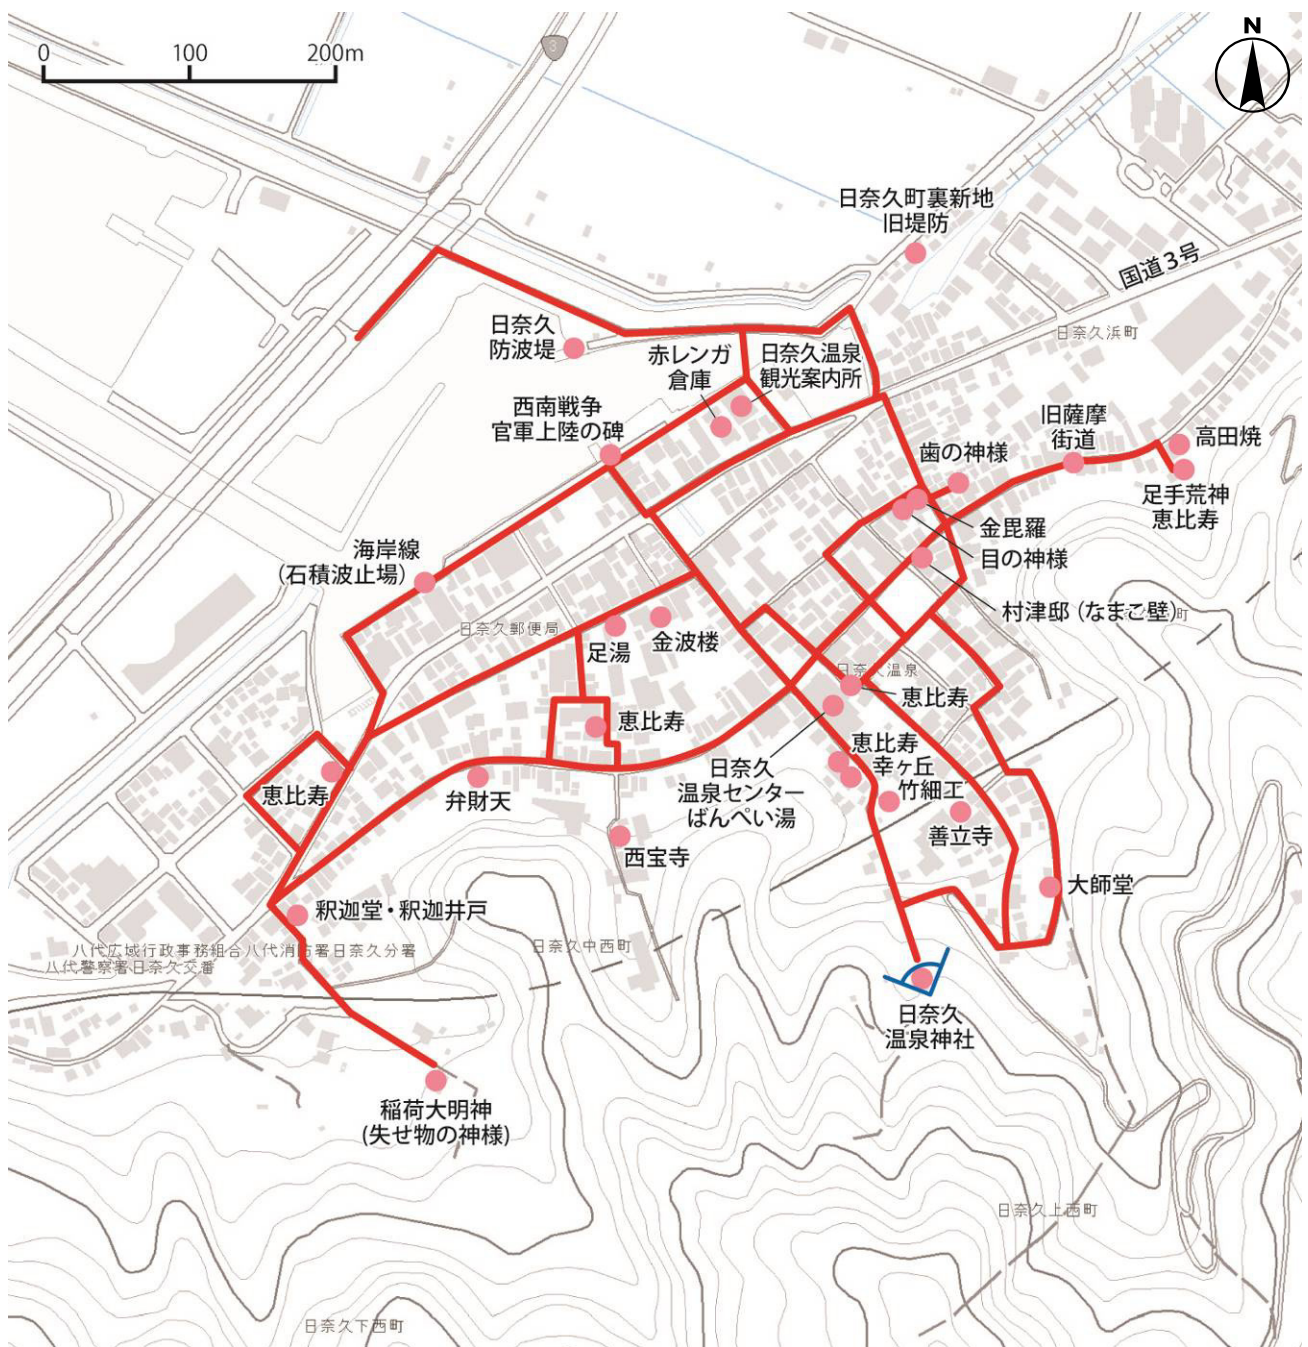 0 100 200m
N
3
日奈久町裏新地
旧堤防
国道3号
日奈久浜町
日奈久
防波堤
赤レンガ
倉庫
日奈久温泉
観光案内所
西南戦争
官軍上陸の碑
旧薩摩
街道
高田焼
歯の神様
足手荒神
恵比寿
金毘羅
目の神様
海岸線
(石積波止場)
村津邸(なまこ壁)
町
日奈久郵便局
足湯
金波楼
日奈久温泉
恵比寿
恵比寿
恵比寿
幸ヶ丘
竹細工
日奈久
温泉センター
ばんぺい湯
恵比寿
弁財天
善立寺
西宝寺
大師堂
釈迦堂・釈迦井戸
八代広域行政事務組合八代消防署日奈久分署
八代警察署日奈久交番
日奈久中西町
日奈久
温泉神社
稲荷大明神
(失せ物の神様)
日奈久上西町
日奈久下西町